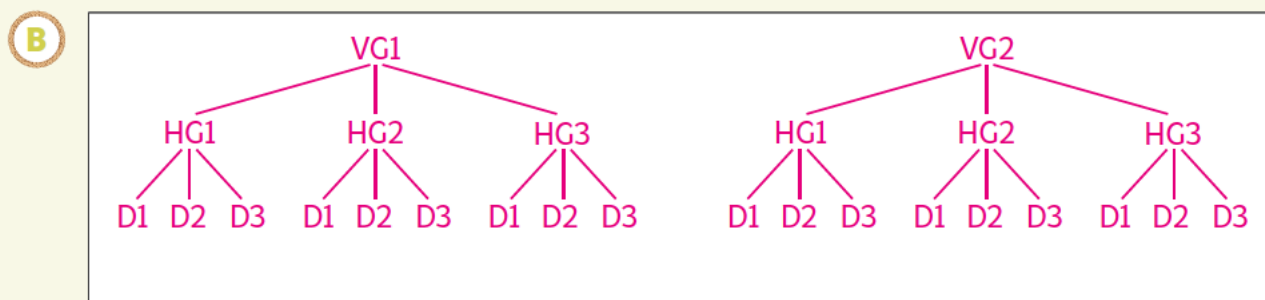 B
VG1 VG2
HG1 HG2 HG3 HG1 HG2 HG3
D1 D2 D3 D1 D2 D3 D1 D2 D3 D1 D2 D3 D1 D2 D3 D1 D2 D3